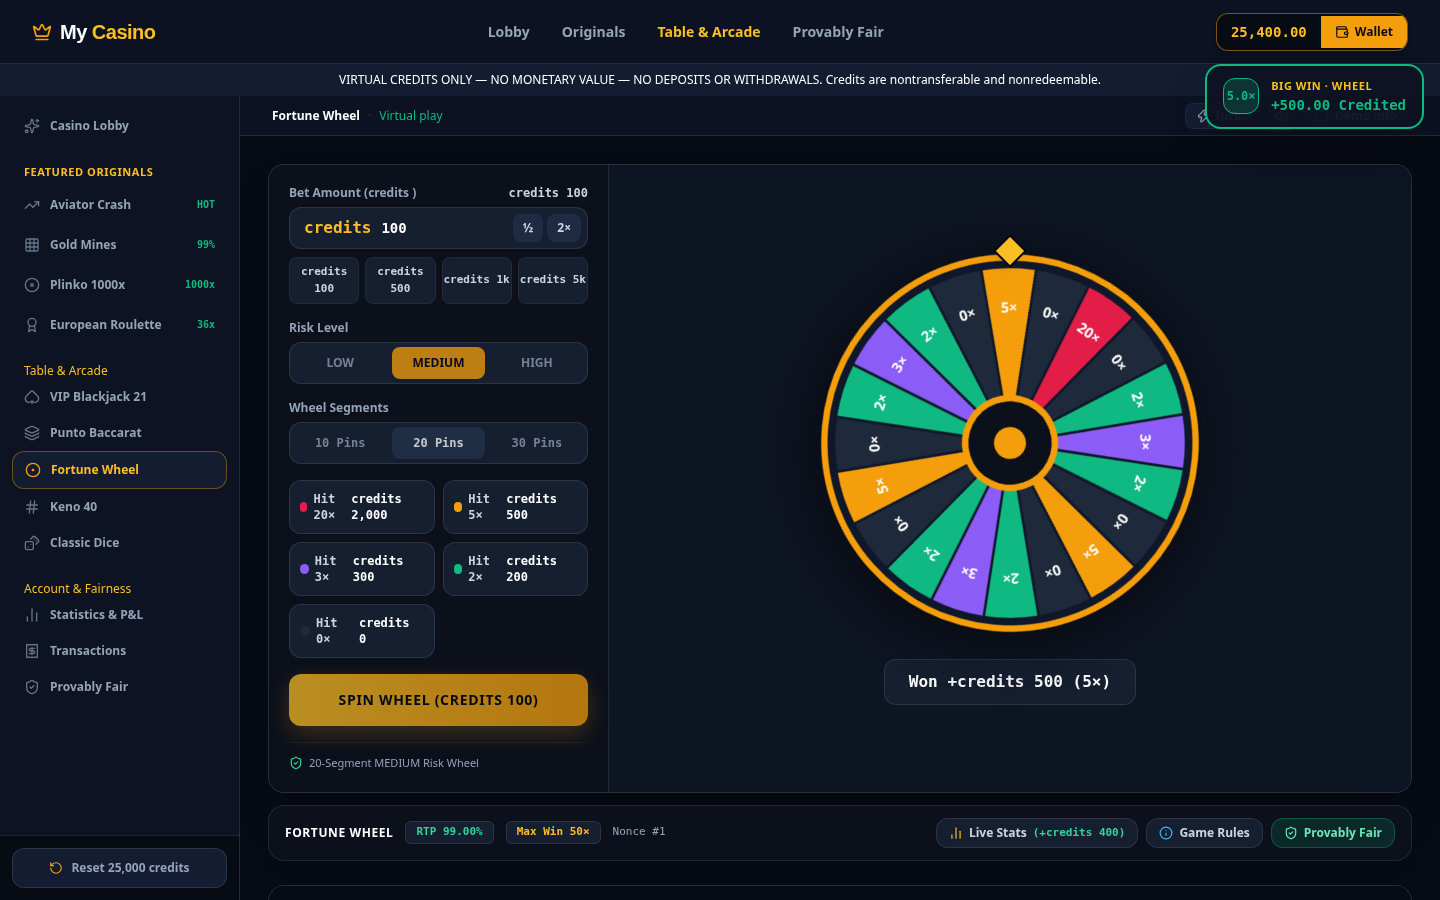 My Casino
Lobby
Originals
Table & Arcade
Provably Fair
25,400.00
Wallet
VIRTUAL CREDITS ONLY — NO MONETARY VALUE — NO DEPOSITS OR WITHDRAWALS. Credits are nontransferable and nonredeemable.
5.0×
BIG WIN · WHEEL
+500.00 Credited
Casino Lobby
FEATURED ORIGINALS
Aviator Crash HOT
Gold Mines 99%
Plinko 1000x 1000x
European Roulette 36x
Table & Arcade
VIP Blackjack 21
Punto Baccarat
Fortune Wheel
Keno 40
Classic Dice
Account & Fairness
Statistics & P&L
Transactions
Provably Fair
Reset 25,000 credits
Fortune Wheel · Virtual play
Bet Amount (credits ) credits 100
credits 100 ½ 2×
credits 100
credits 500
credits 1k
credits 5k
Risk Level
LOW MEDIUM HIGH
Wheel Segments
10 Pins 20 Pins 30 Pins
Hit 20× credits 2,000
Hit 5× credits 500
Hit 3× credits 300
Hit 2× credits 200
Hit 0× credits 0
SPIN WHEEL (CREDITS 100)
20-Segment MEDIUM Risk Wheel
5×
0×
20×
0×
2×
3×
2×
0×
5×
0×
2×
3×
2×
0×
5×
0×
2×
3×
2×
0×
Won +credits 500 (5×)
FORTUNE WHEEL
RTP 99.00%
Max Win 50×
Nonce #1
Live Stats (+credits 400)
Game Rules
Provably Fair